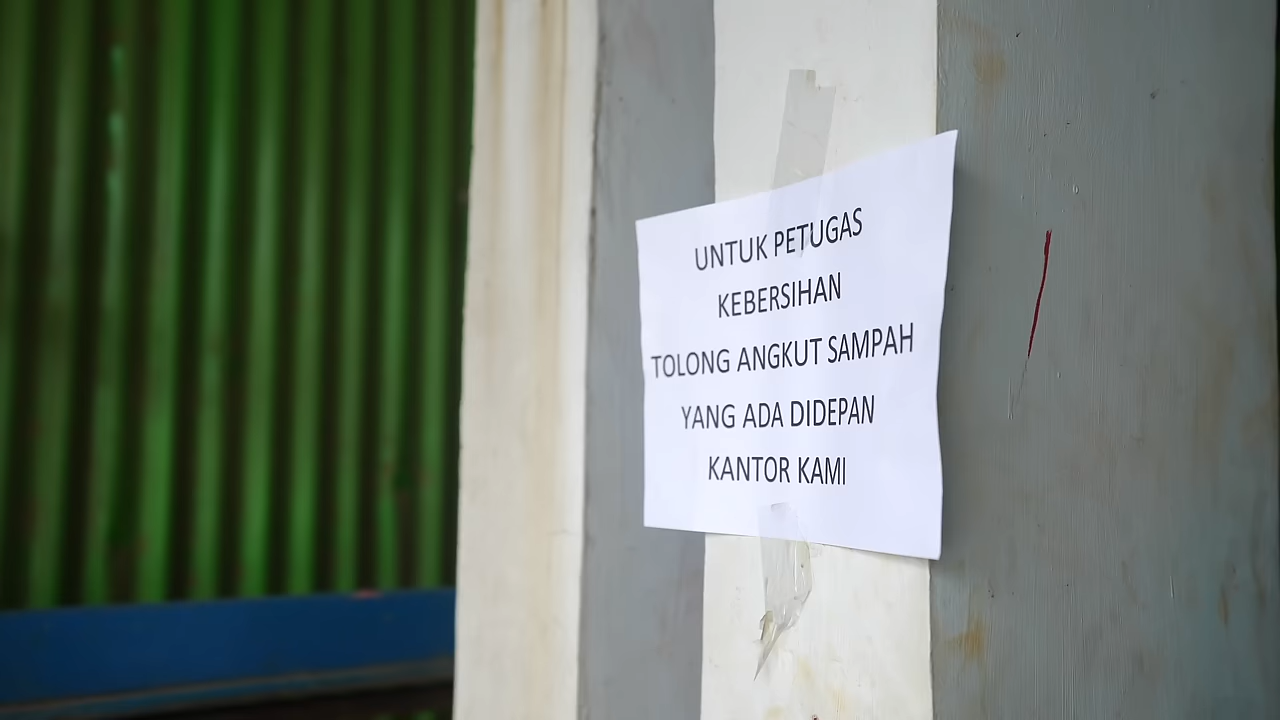 UNTUK PETUGAS
KEBERSIHAN
TOLONG ANGKUT SAMPAH
YANG ADA DIDEPAN
KANTOR KAMI